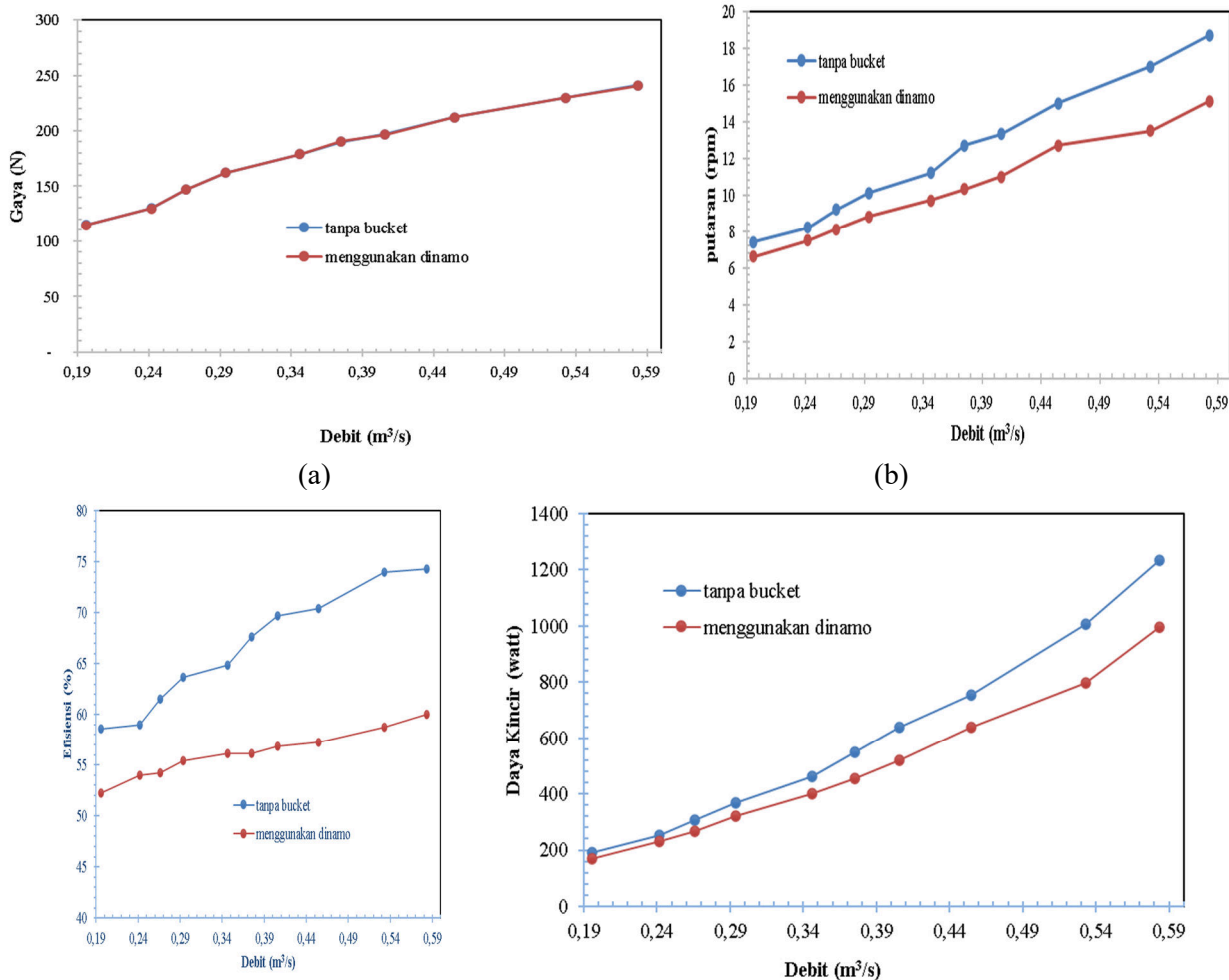 300
250
200
150
100
50
-
Gaya (N)
tanpa bucket
menggunakan dinamo
0,19 0,24 0,29 0,34 0,39 0,44 0,49 0,54 0,59
Debit (m³/s)
(a)
20
18
16
14
12
10
8
6
4
2
0
putaran (rpm)
tanpa bucket
menggunakan dinamo
0,19 0,24 0,29 0,34 0,39 0,44 0,49 0,54 0,59
Debit (m³/s)
(b)
80
75
70
65
60
55
50
45
40
Efisiensi (%)
tanpa bucket
menggunakan dinamo
0,19 0,24 0,29 0,34 0,39 0,44 0,49 0,54 0,59
Debit (m³/s)
1400
1200
1000
800
600
400
200
0
Daya Kincir (watt)
tanpa bucket
menggunakan dinamo
0,19 0,24 0,29 0,34 0,39 0,44 0,49 0,54 0,59
Debit (m³/s)